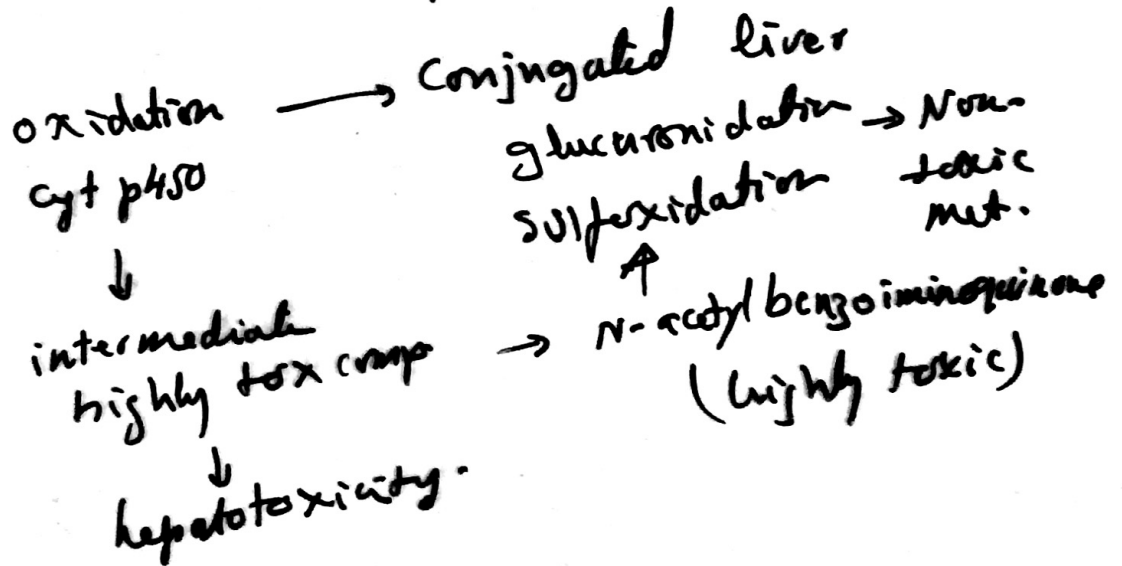 oxidation → Conjugated liver
cyt p450
glucuronidation → Non-
sulfoxidation toxic
met.
↓
↑
intermediate → N-acetyl benzoiminoquinone
highly tox comp (highly toxic)
↓
hepatotoxicity.